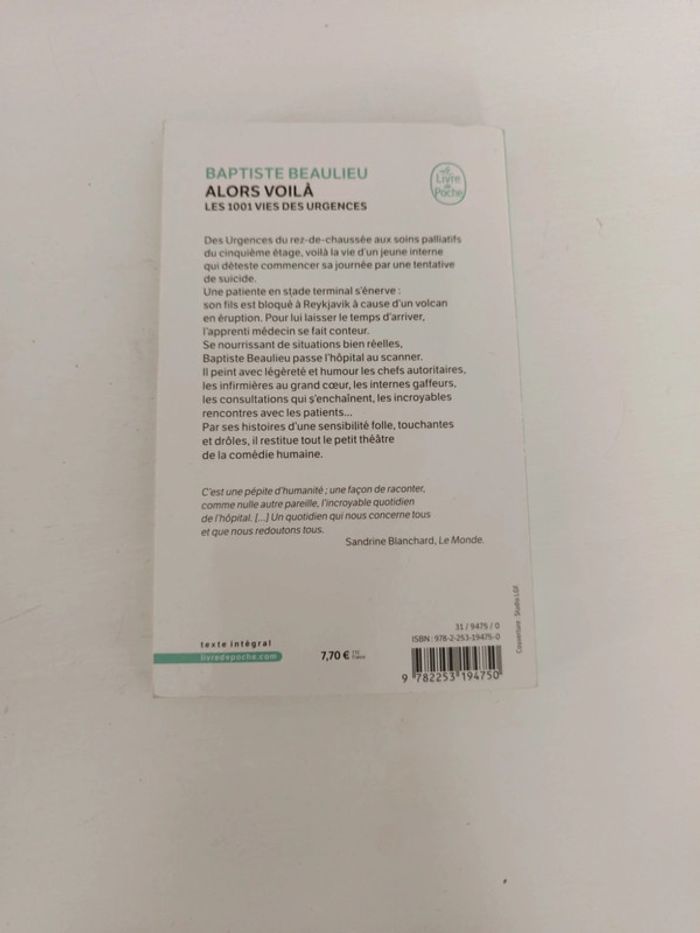 BAPTISTE BEAULIEU
ALORS VOILÀ
LES 1001 VIES DES URGENCES
Le Livre de Poche
Des Urgences du rez-de-chaussée aux soins palliatifs
du cinquième étage, voilà la vie d'un jeune interne
qui déteste commencer sa journée par une tentative
de suicide.
Une patiente en stade terminal s'énerve :
son fils est bloqué à Reykjavik à cause d'un volcan
en éruption. Pour lui laisser le temps d'arriver,
l'apprenti médecin se fait conteur.
Se nourrissant de situations bien réelles,
Baptiste Beaulieu passe l'hôpital au scanner.
Il peint avec légèreté et humour les chefs autoritaires,
les infirmières au grand cœur, les internes gaffeurs,
les consultations qui s'enchaînent, les incroyables
rencontres avec les patients...
Par ses histoires d'une sensibilité folle, touchantes
et drôles, il restitue tout le petit théâtre
de la comédie humaine.
C'est une pépite d'humanité ; une façon de raconter,
comme nulle autre pareille, l'incroyable quotidien
de l'hôpital. [...] Un quotidien qui nous concerne tous
et que nous redoutons tous.
Sandrine Blanchard, Le Monde.
Couverture : Studio LGF
texte intégral
livredepoche.com
7,70 € TTC France
31 / 9475 / 0
ISBN : 978-2-253-19475-0
9 782253 194750